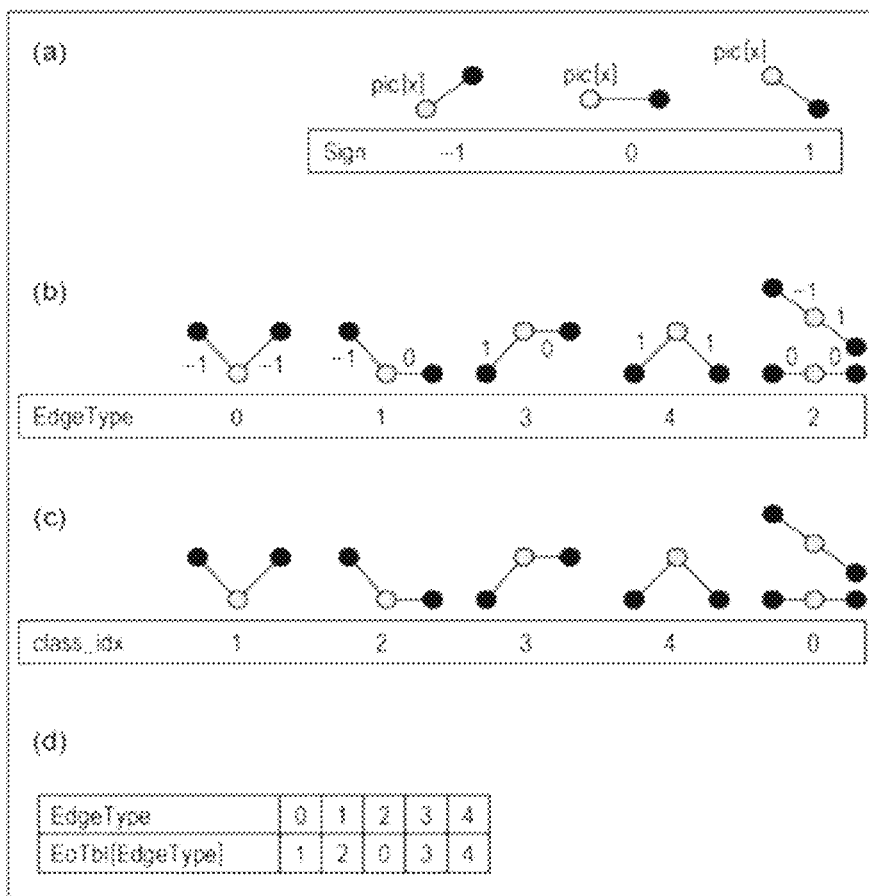 (a)
pic[x] pic[x] pic[x]
Sign -1 0 1
(b)
-1 -1 -1 0 1 0 1 1 -1 1 0 0
EdgeType 0 1 3 4 2
(c)
class_idx 1 2 3 4 0
(d)
EdgeType 0 1 2 3 4
EoTbl[EdgeType] 1 2 0 3 4